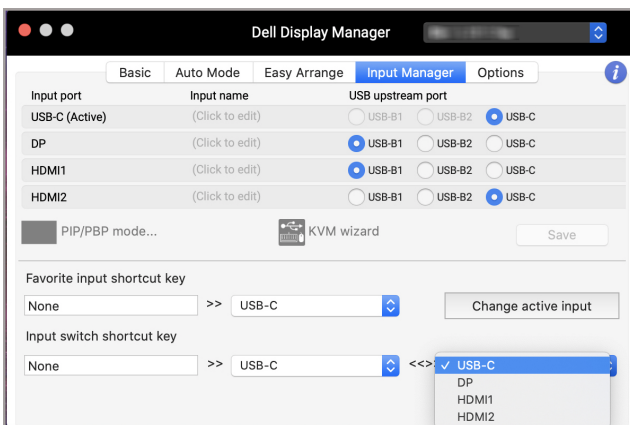 Dell Display Manager
Basic Auto Mode Easy Arrange Input Manager Options i
Input port Input name USB upstream port
USB-C (Active) (Click to edit) USB-B1 USB-B2 USB-C
DP (Click to edit) USB-B1 USB-B2 USB-C
HDMI1 (Click to edit) USB-B1 USB-B2 USB-C
HDMI2 (Click to edit) USB-B1 USB-B2 USB-C
PIP/PBP mode... KVM wizard Save
Favorite input shortcut key
None >> USB-C Change active input
Input switch shortcut key
None >> USB-C <<> ✓ USB-C
DP
HDMI1
HDMI2